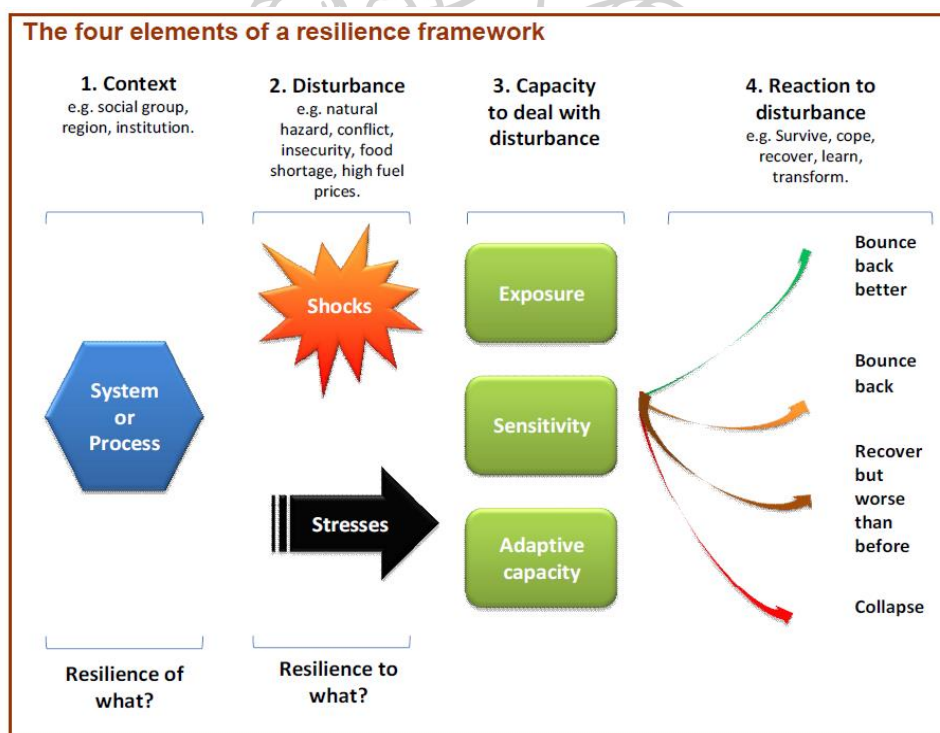 The four elements of a resilience framework
1. Context
e.g. social group,
region, institution.
2. Disturbance
e.g. natural
hazard, conflict,
insecurity, food
shortage, high fuel
prices.
3. Capacity
to deal with
disturbance
4. Reaction to
disturbance
e.g. Survive, cope,
recover, learn,
transform.
System
or
Process
Shocks
Stresses
Exposure
Sensitivity
Adaptive
capacity
Bounce
back
better
Bounce
back
Recover
but
worse
than
before
Collapse
Resilience of
what?
Resilience to
what?